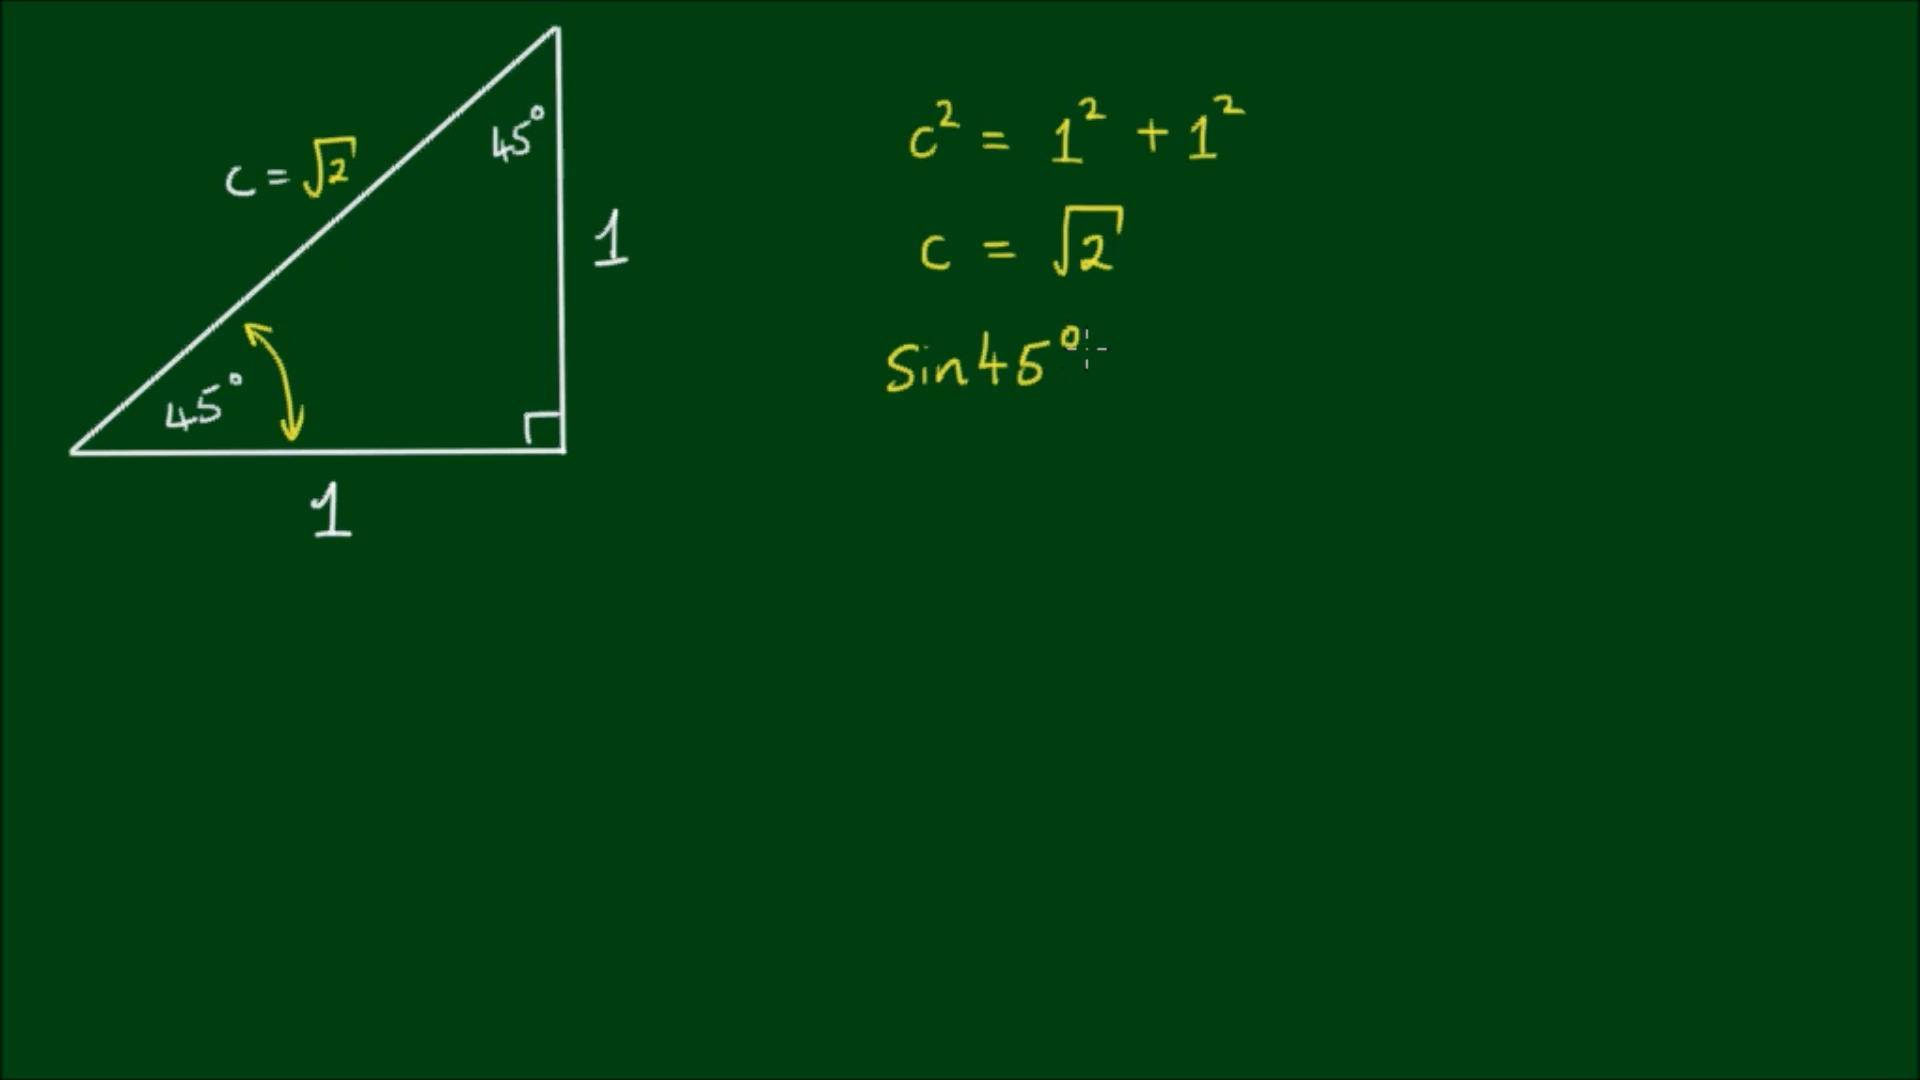 45°
c = √2
1
45°
1
c² = 1² + 1²
c = √2
Sin45°